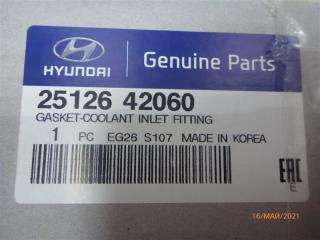 HYUNDAI
Genuine Parts
25126 42060
GASKET-COOLANT INLET FITTING
1 PC EG26 S107 MADE IN KOREA
EAC
E
16/МАЙ/2021